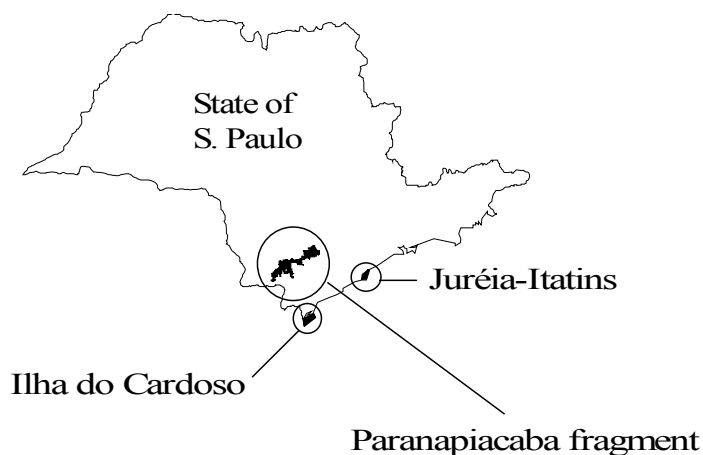 State of
S. Paulo
Juréia-Itatins
Ilha do Cardoso
Paranapiacaba fragment